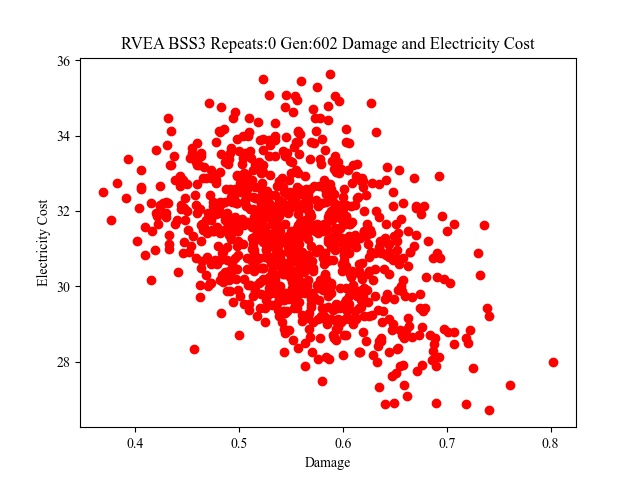 RVEA BSS3 Repeats:0 Gen:602 Damage and Electricity Cost
36
34
32
30
28
Electricity Cost
0.4 0.5 0.6 0.7 0.8
Damage